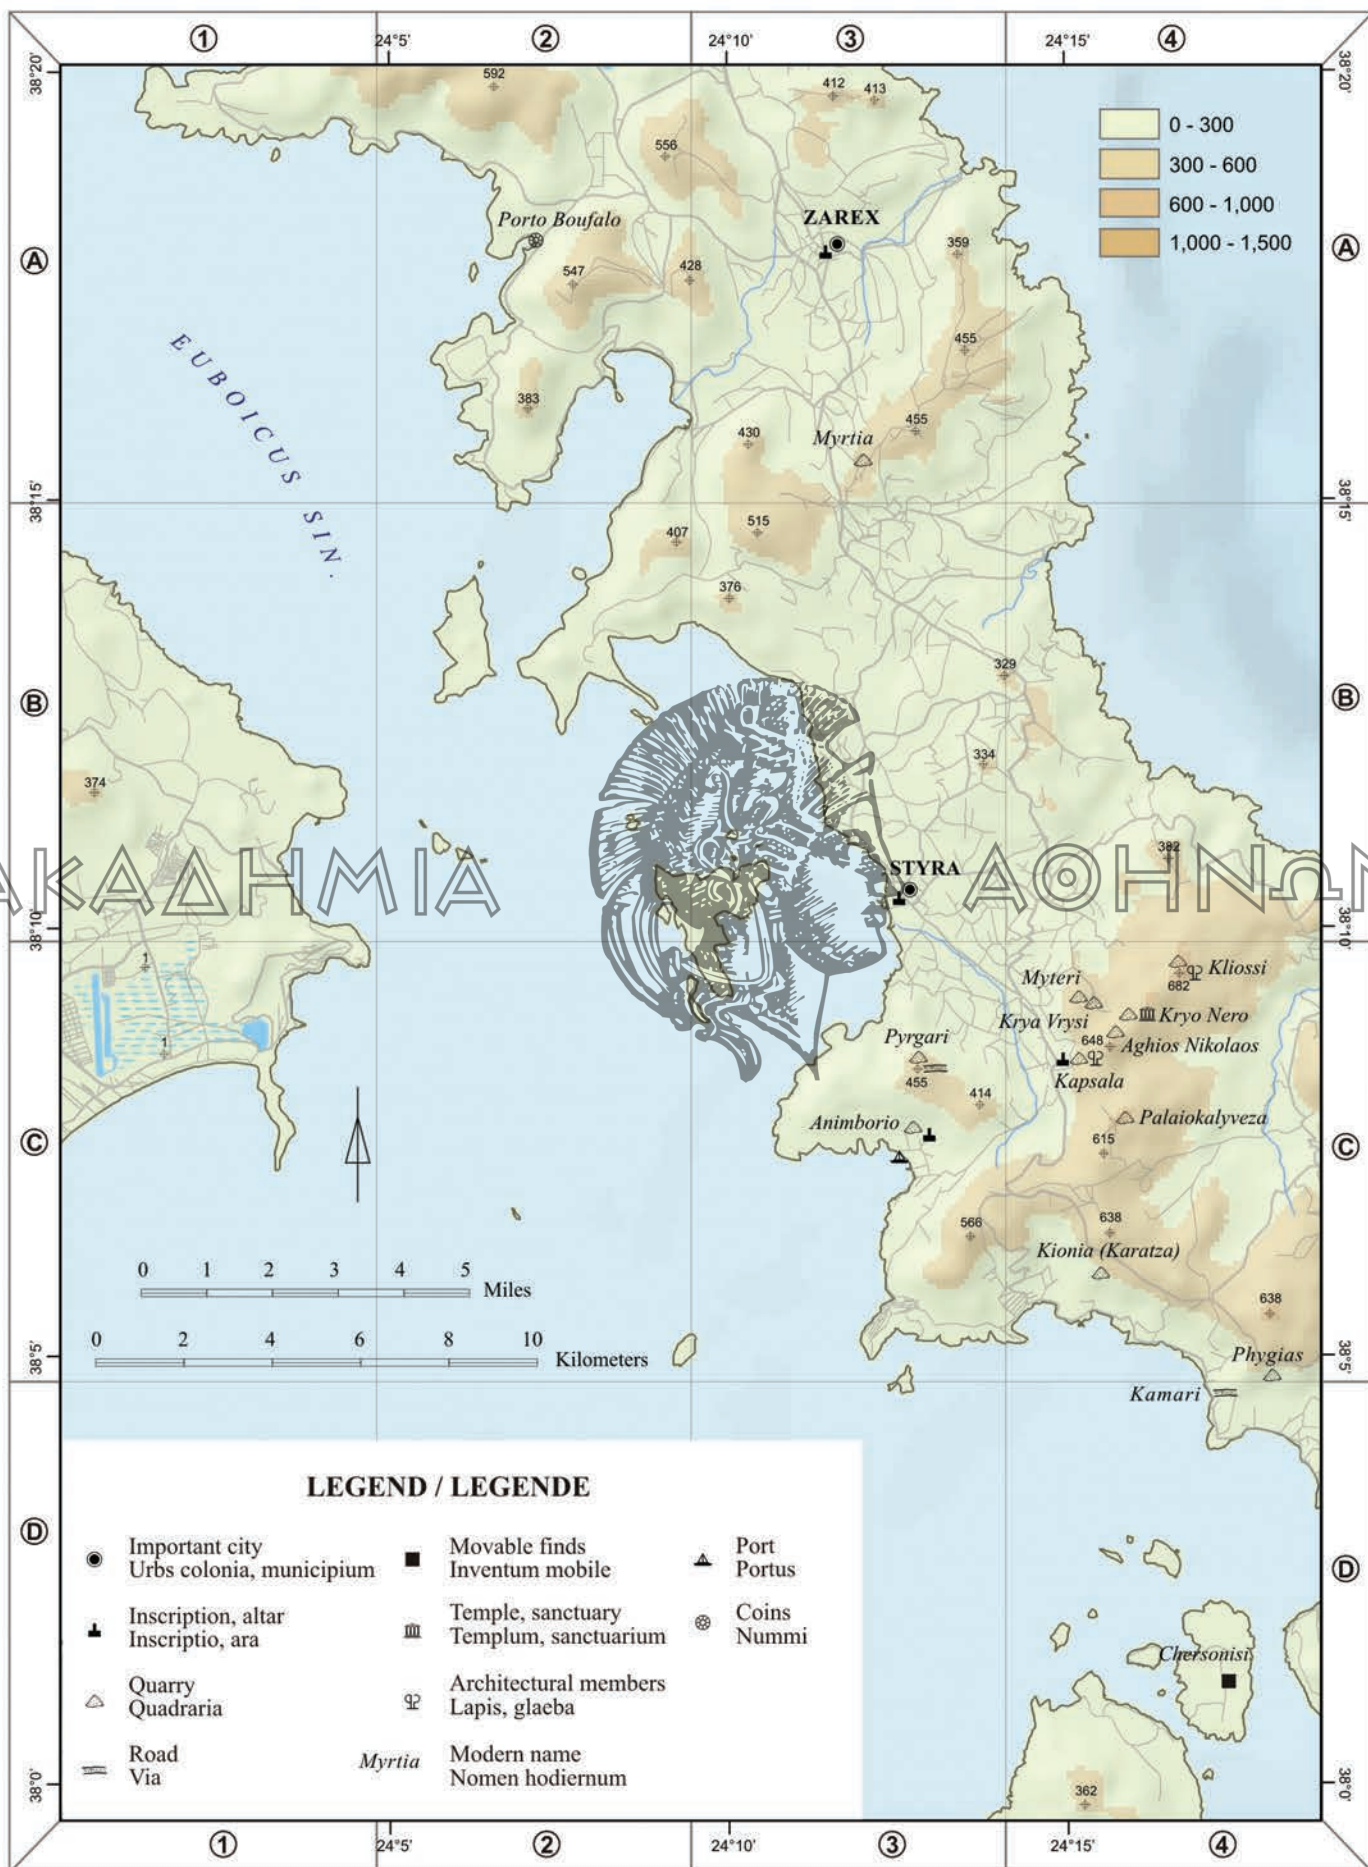 ① ② ③ ④
24°5' 24°10' 24°15'
38°20' 38°20'
592
412
413
0 - 300
300 - 600
600 - 1,000
1,000 - 1,500
556
Porto Boufalo
ZAREX
Ⓐ Ⓐ
547
428
359
EUBOICUS SIN.
455
383
430
Myrtia
455
38°15' 38°15'
407
515
376
329
Ⓑ Ⓑ
334
374
382
ΑΚΑΔΗΜΙΑ ΑΘΗΝΩΝ
STYRA
38°10' 38°10'
1
Kliossi
682
Myteri
Krya Vrysi
Kryo Nero
1
Pyrgari
648
Aghios Nikolaos
455
Kapsala
414
Animborio
Palaiokalyveza
Ⓒ Ⓒ
615
566
638
Kionia (Karatza)
0 1 2 3 4 5
Miles
638
0 2 4 6 8 10
Kilometers
38°5' 38°5'
Phygias
Kamari
LEGEND / LEGENDE
Ⓓ Ⓓ
Important city
Urbs colonia, municipium
Movable finds
Inventum mobile
Port
Portus
Inscription, altar
Inscriptio, ara
Temple, sanctuary
Templum, sanctuarium
Coins
Nummi
Quarry
Quadraria
Architectural members
Lapis, glaeba
Road
Via
Myrtia
Modern name
Nomen hodiernum
Chersonisi
38°0' 38°0'
362
24°5' 24°10' 24°15'
① ② ③ ④